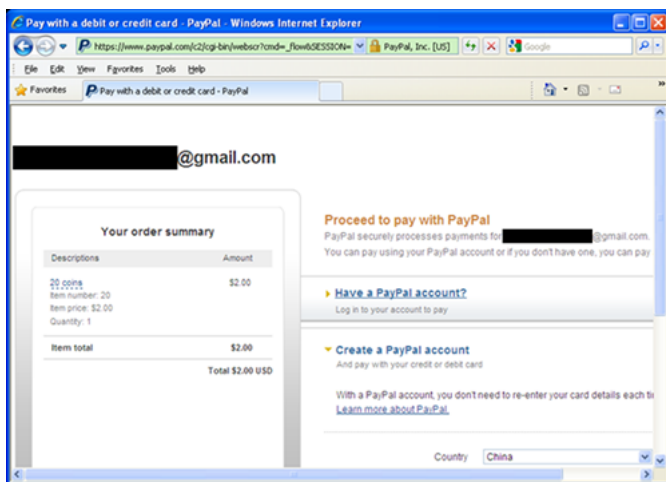 Pay with a debit or credit card - PayPal - Windows Internet Explorer
https://www.paypal.com/c2/cgi-bin/webscr?cmd=_flow&SESSION=
PayPal, Inc. [US]
Google
File Edit View Favorites Tools Help
Favorites
Pay with a debit or credit card - PayPal
@gmail.com
Your order summary
Descriptions Amount
20 coins $2.00
Item number: 20
Item price: $2.00
Quantity: 1
Item total $2.00
Total $2.00 USD
Proceed to pay with PayPal
PayPal securely processes payments for @gmail.com.
You can pay using your PayPal account or if you don't have one, you can pay
Have a PayPal account?
Log in to your account to pay
Create a PayPal account
And pay with your credit or debit card
With a PayPal account, you don't need to re-enter your card details each
Learn more about PayPal.
Country China